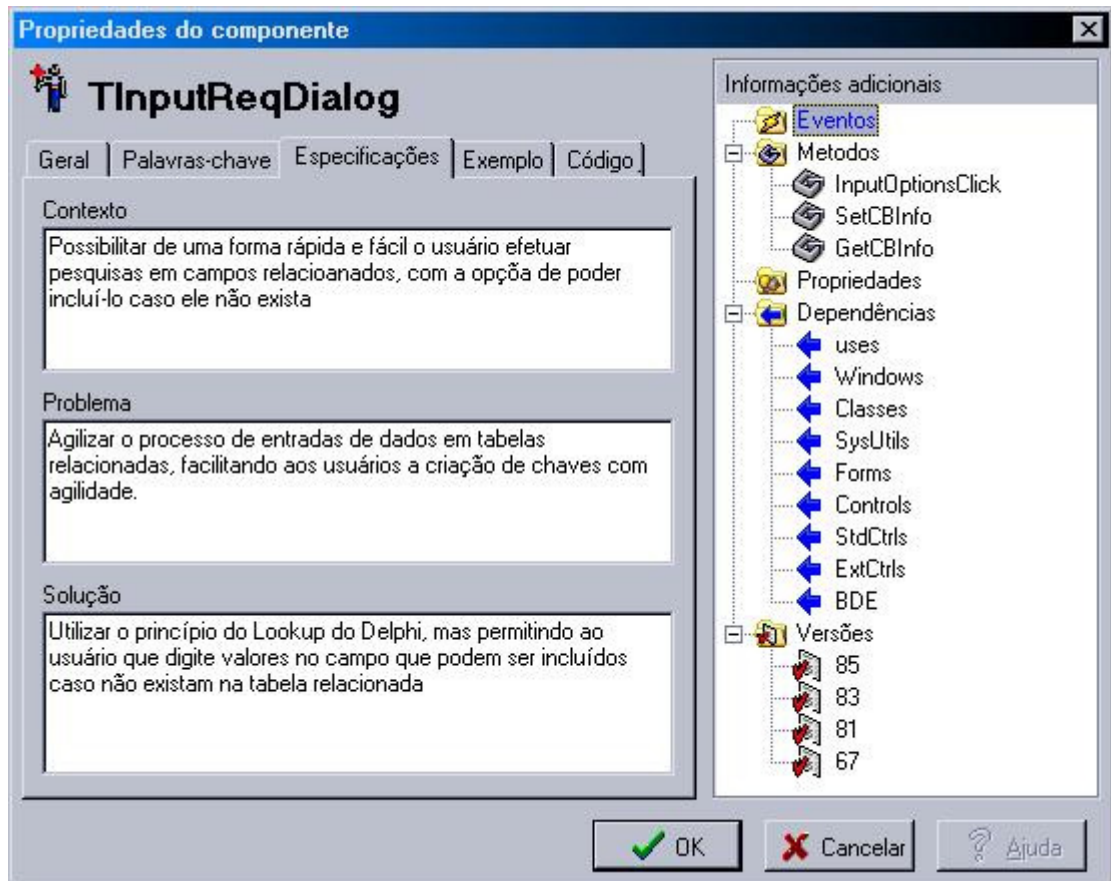 Propriedades do componente
TInputReqDialog
Geral
Palavras-chave
Especificações
Exemplo
Código
Contexto
Possibilitar de uma forma rápida e fácil o usuário efetuar
pesquisas em campos relacioanados, com a opçõa de poder
incluí-lo caso ele não exista
Problema
Agilizar o processo de entradas de dados em tabelas
relacionadas, facilitando aos usuários a criação de chaves com
agilidade.
Solução
Utilizar o princípio do Lookup do Delphi, mas permitindo ao
usuário que digite valores no campo que podem ser incluídos
caso não existam na tabela relacionada
Informações adicionais
Eventos
Metodos
InputOptionsClick
SetCBInfo
GetCBInfo
Propriedades
Dependências
uses
Windows
Classes
SysUtils
Forms
Controls
StdCtrls
ExtCtrls
BDE
Versões
85
83
81
67
OK
Cancelar
Ajuda